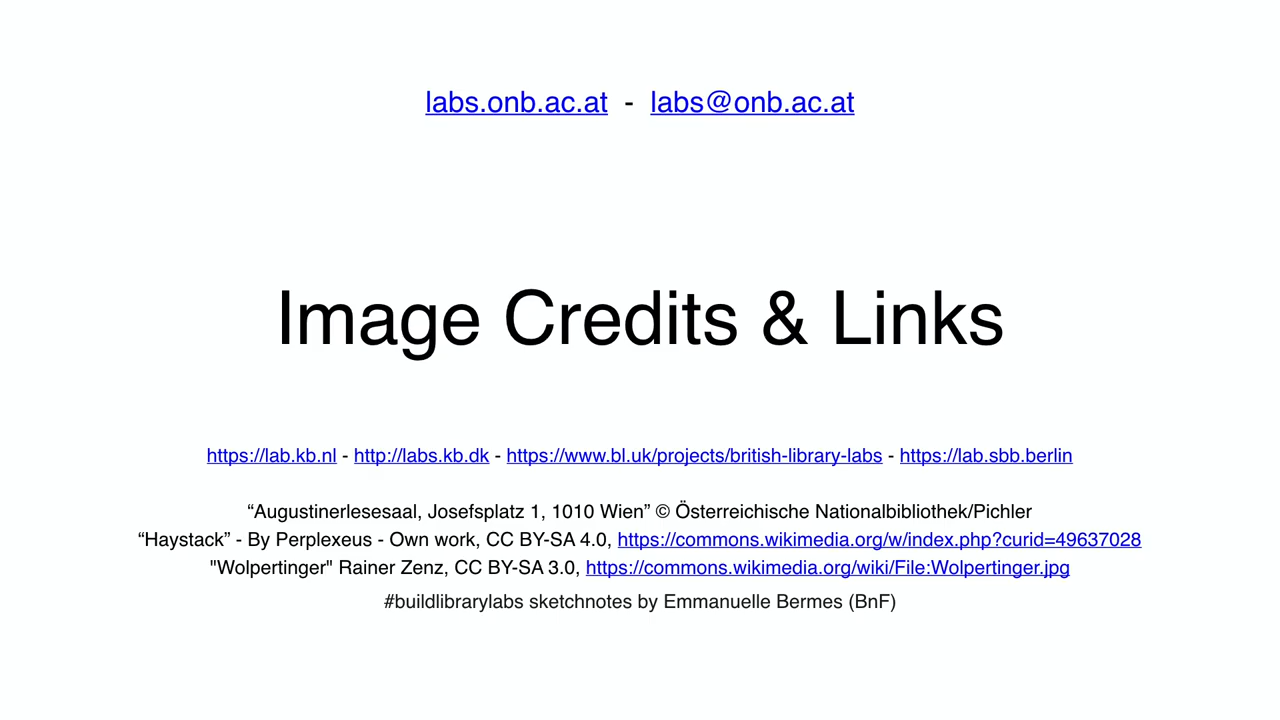 labs.onb.ac.at - labs@onb.ac.at
Image Credits & Links
https://lab.kb.nl - http://labs.kb.dk - https://www.bl.uk/projects/british-library-labs - https://lab.sbb.berlin
“Augustinerlesesaal, Josefsplatz 1, 1010 Wien” © Österreichische Nationalbibliothek/Pichler
“Haystack” - By Perplexeus - Own work, CC BY-SA 4.0, https://commons.wikimedia.org/w/index.php?curid=49637028
"Wolpertinger" Rainer Zenz, CC BY-SA 3.0, https://commons.wikimedia.org/wiki/File:Wolpertinger.jpg
#buildlibrarylabs sketchnotes by Emmanuelle Bermes (BnF)